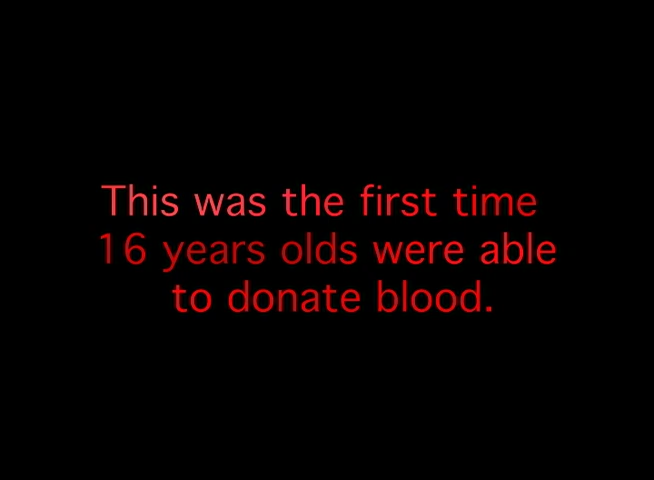 This was the first time
16 years olds were able
to donate blood.